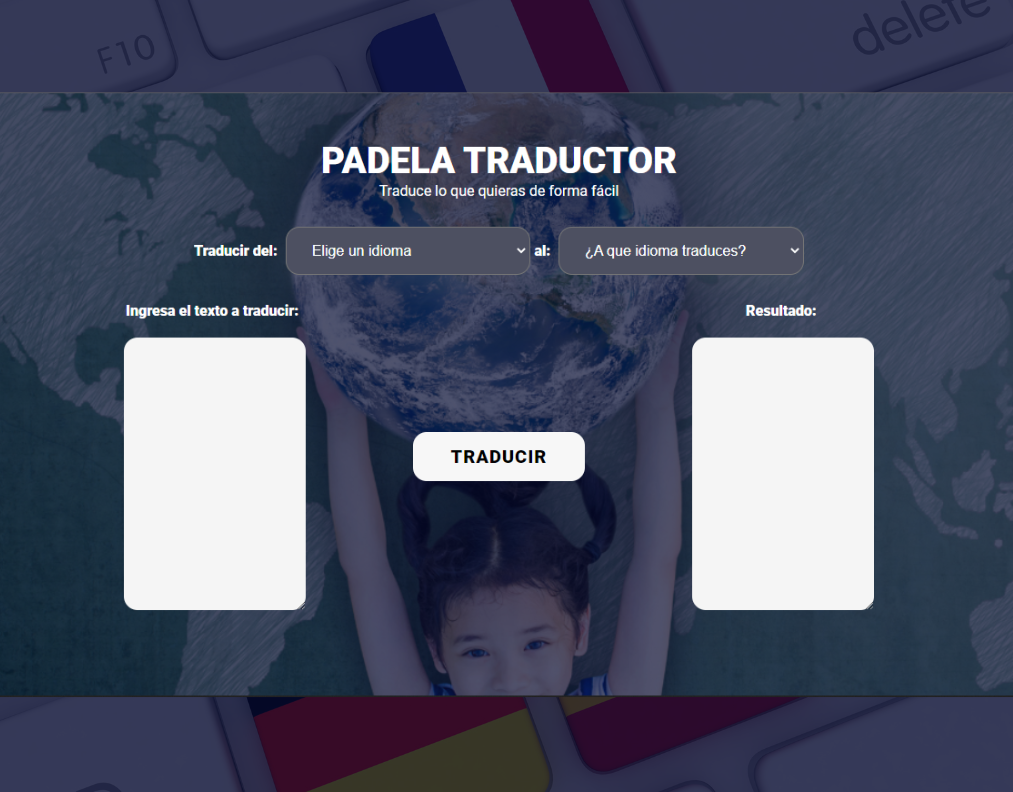 F10
delete
PADELA TRADUCTOR
Traduce lo que quieras de forma fácil
Traducir del: Elige un idioma al: ¿A que idioma traduces?
Ingresa el texto a traducir: Resultado:
TRADUCIR